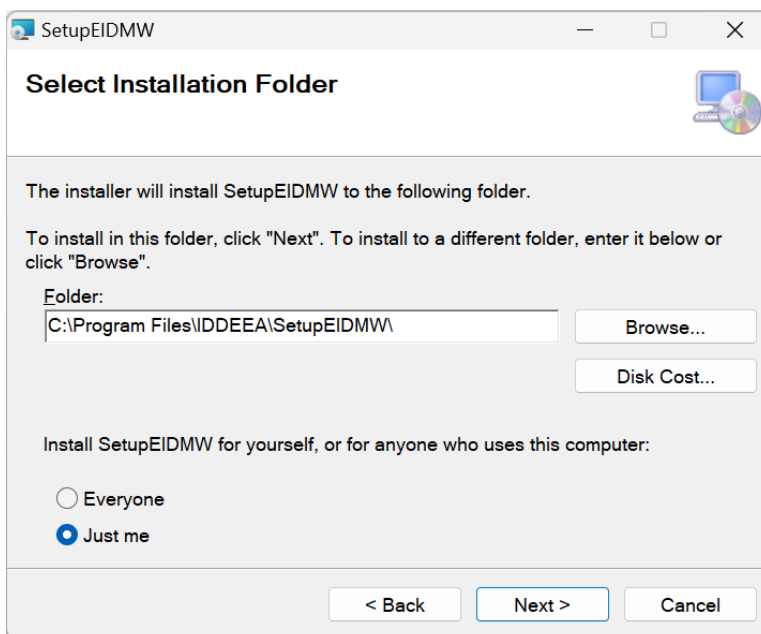 SetupEIDMW
Select Installation Folder
The installer will install SetupEIDMW to the following folder.
To install in this folder, click "Next". To install to a different folder, enter it below or
click "Browse".
Folder:
C:\Program Files\IDDEEA\SetupEIDMW\
Browse...
Disk Cost...
Install SetupEIDMW for yourself, or for anyone who uses this computer:
Everyone
Just me
< Back
Next >
Cancel